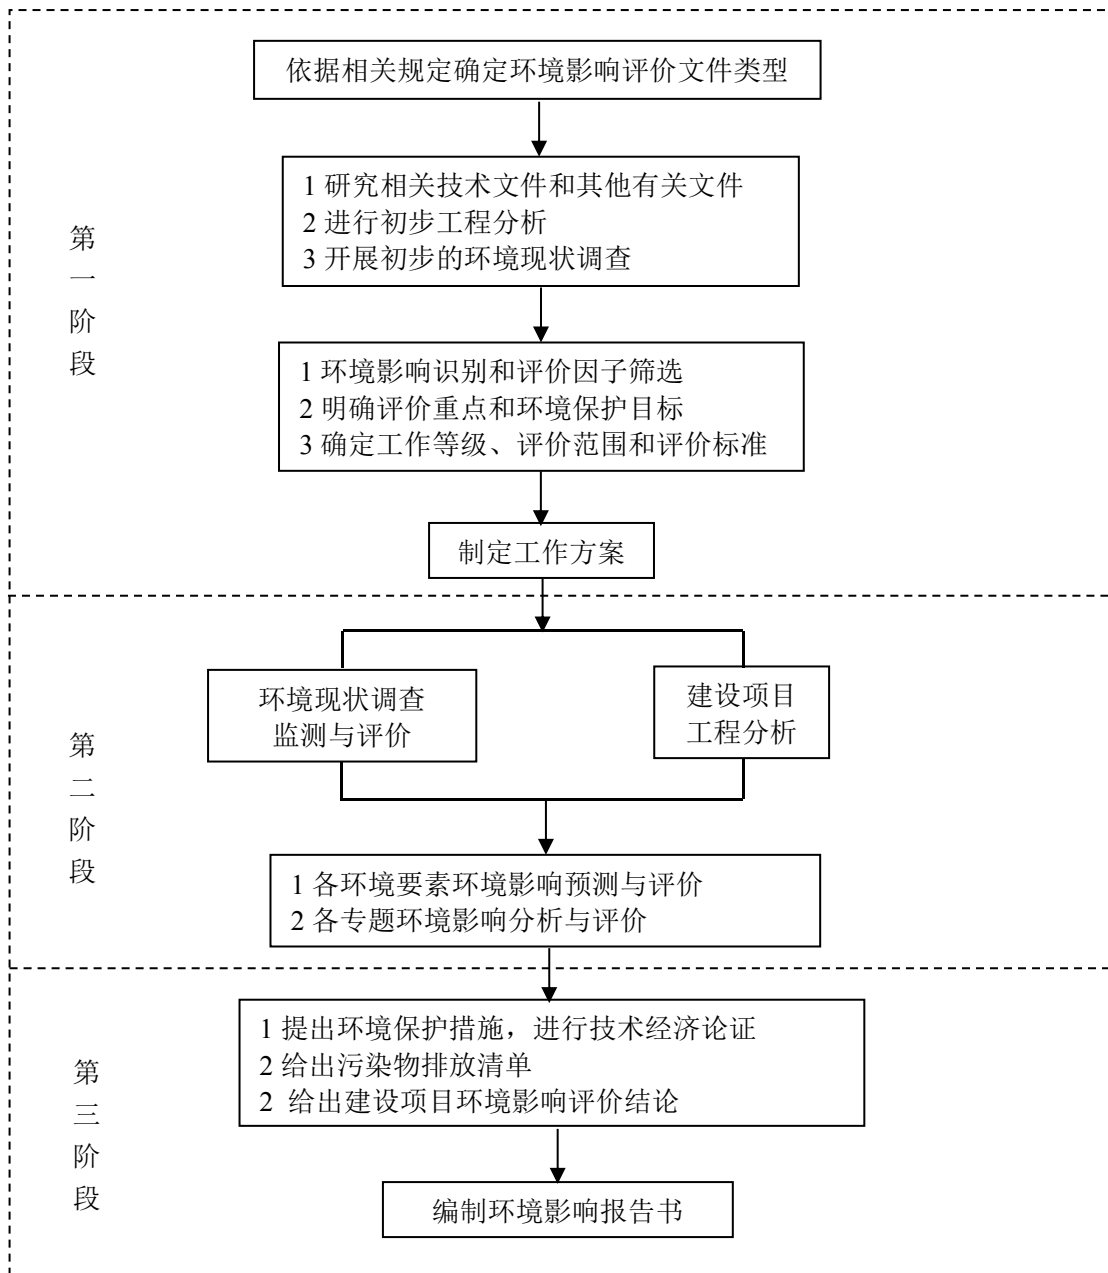 依据相关规定确定环境影响评价文件类型
1 研究相关技术文件和其他有关文件
2 进行初步工程分析
3 开展初步的环境现状调查
第
一
阶
段
1 环境影响识别和评价因子筛选
2 明确评价重点和环境保护目标
3 确定工作等级、评价范围和评价标准
制定工作方案
环境现状调查
监测与评价
建设项目
工程分析
第
二
阶
段
1 各环境要素环境影响预测与评价
2 各专题环境影响分析与评价
1 提出环境保护措施，进行技术经济论证
2 给出污染物排放清单
2 给出建设项目环境影响评价结论
第
三
阶
段
编制环境影响报告书